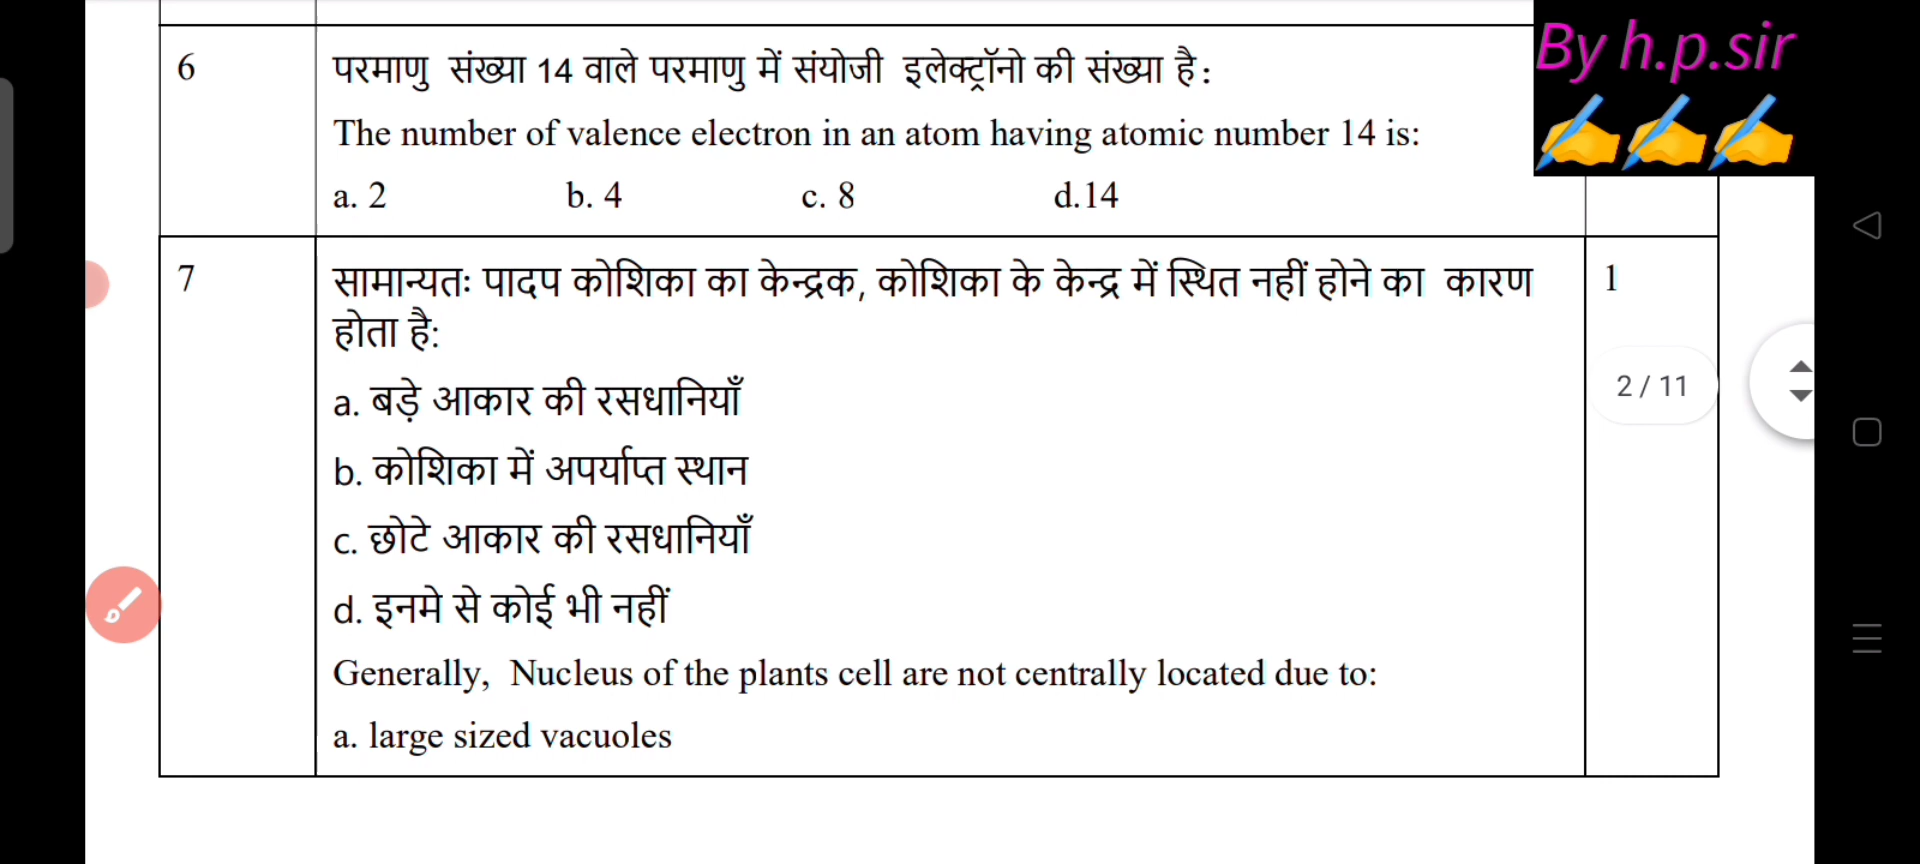 By h.p.sir
6
परमाणु संख्या 14 वाले परमाणु में संयोजी इलेक्ट्रॉनो की संख्या है:
The number of valence electron in an atom having atomic number 14 is:
a. 2 b. 4 c. 8 d.14
7
सामान्यतः पादप कोशिका का केन्द्रक, कोशिका के केन्द्र में स्थित नहीं होने का कारण
होता है:
1
2 / 11
a. बड़े आकार की रसधानियाँ
b. कोशिका में अपर्याप्त स्थान
c. छोटे आकार की रसधानियाँ
d. इनमे से कोई भी नहीं
Generally, Nucleus of the plants cell are not centrally located due to:
a. large sized vacuoles